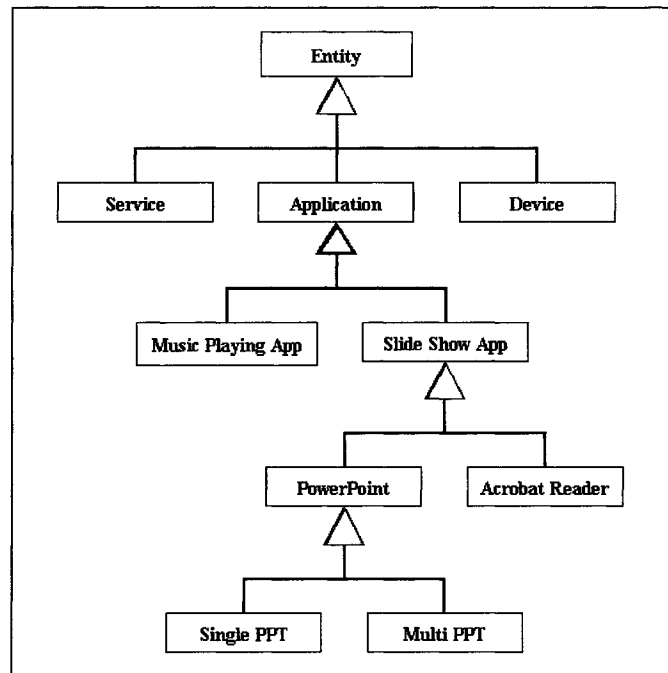 Entity
Service
Application
Device
Music Playing App
Slide Show App
PowerPoint
Acrobat Reader
Single PPT
Multi PPT